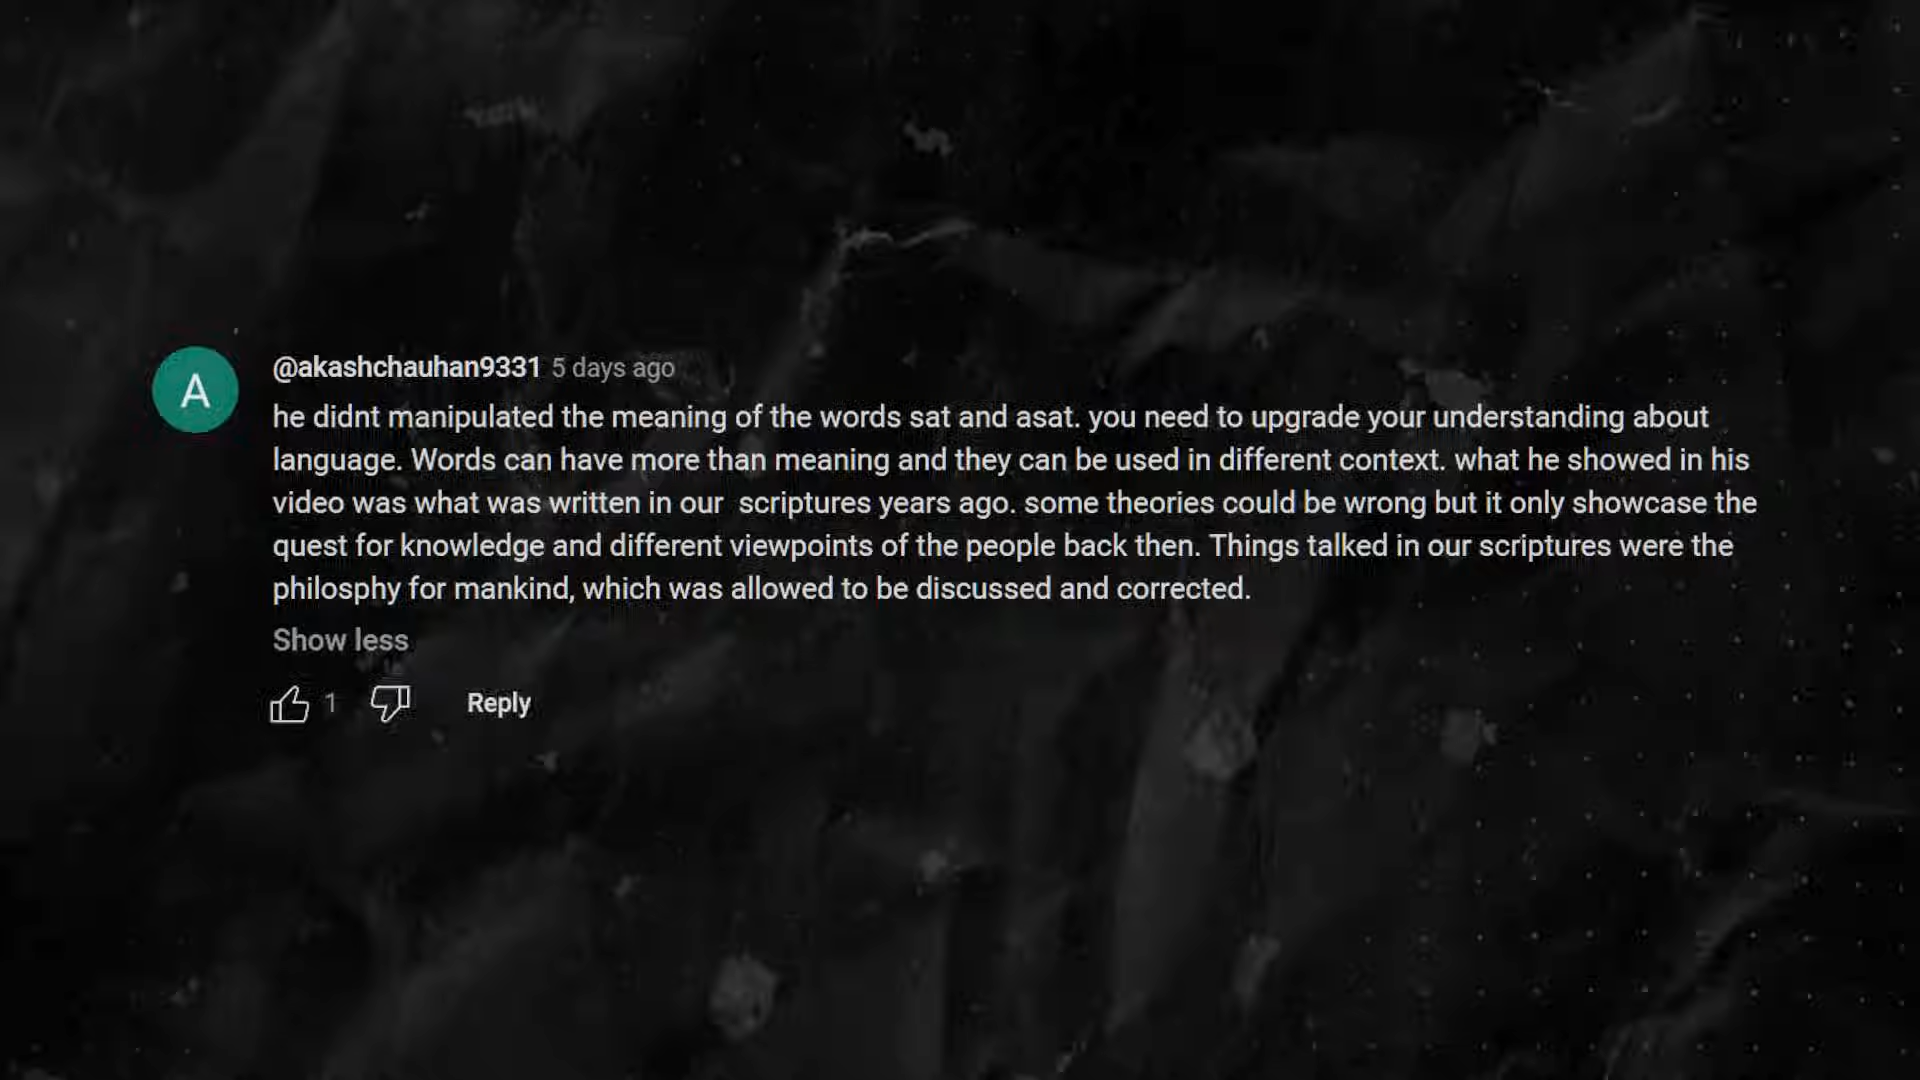 A
@akashchauhan9331 5 days ago
he didnt manipulated the meaning of the words sat and asat. you need to upgrade your understanding about
language. Words can have more than meaning and they can be used in different context. what he showed in his
video was what was written in our  scriptures years ago. some theories could be wrong but it only showcase the
quest for knowledge and different viewpoints of the people back then. Things talked in our scriptures were the
philosphy for mankind, which was allowed to be discussed and corrected.
Show less
1 Reply